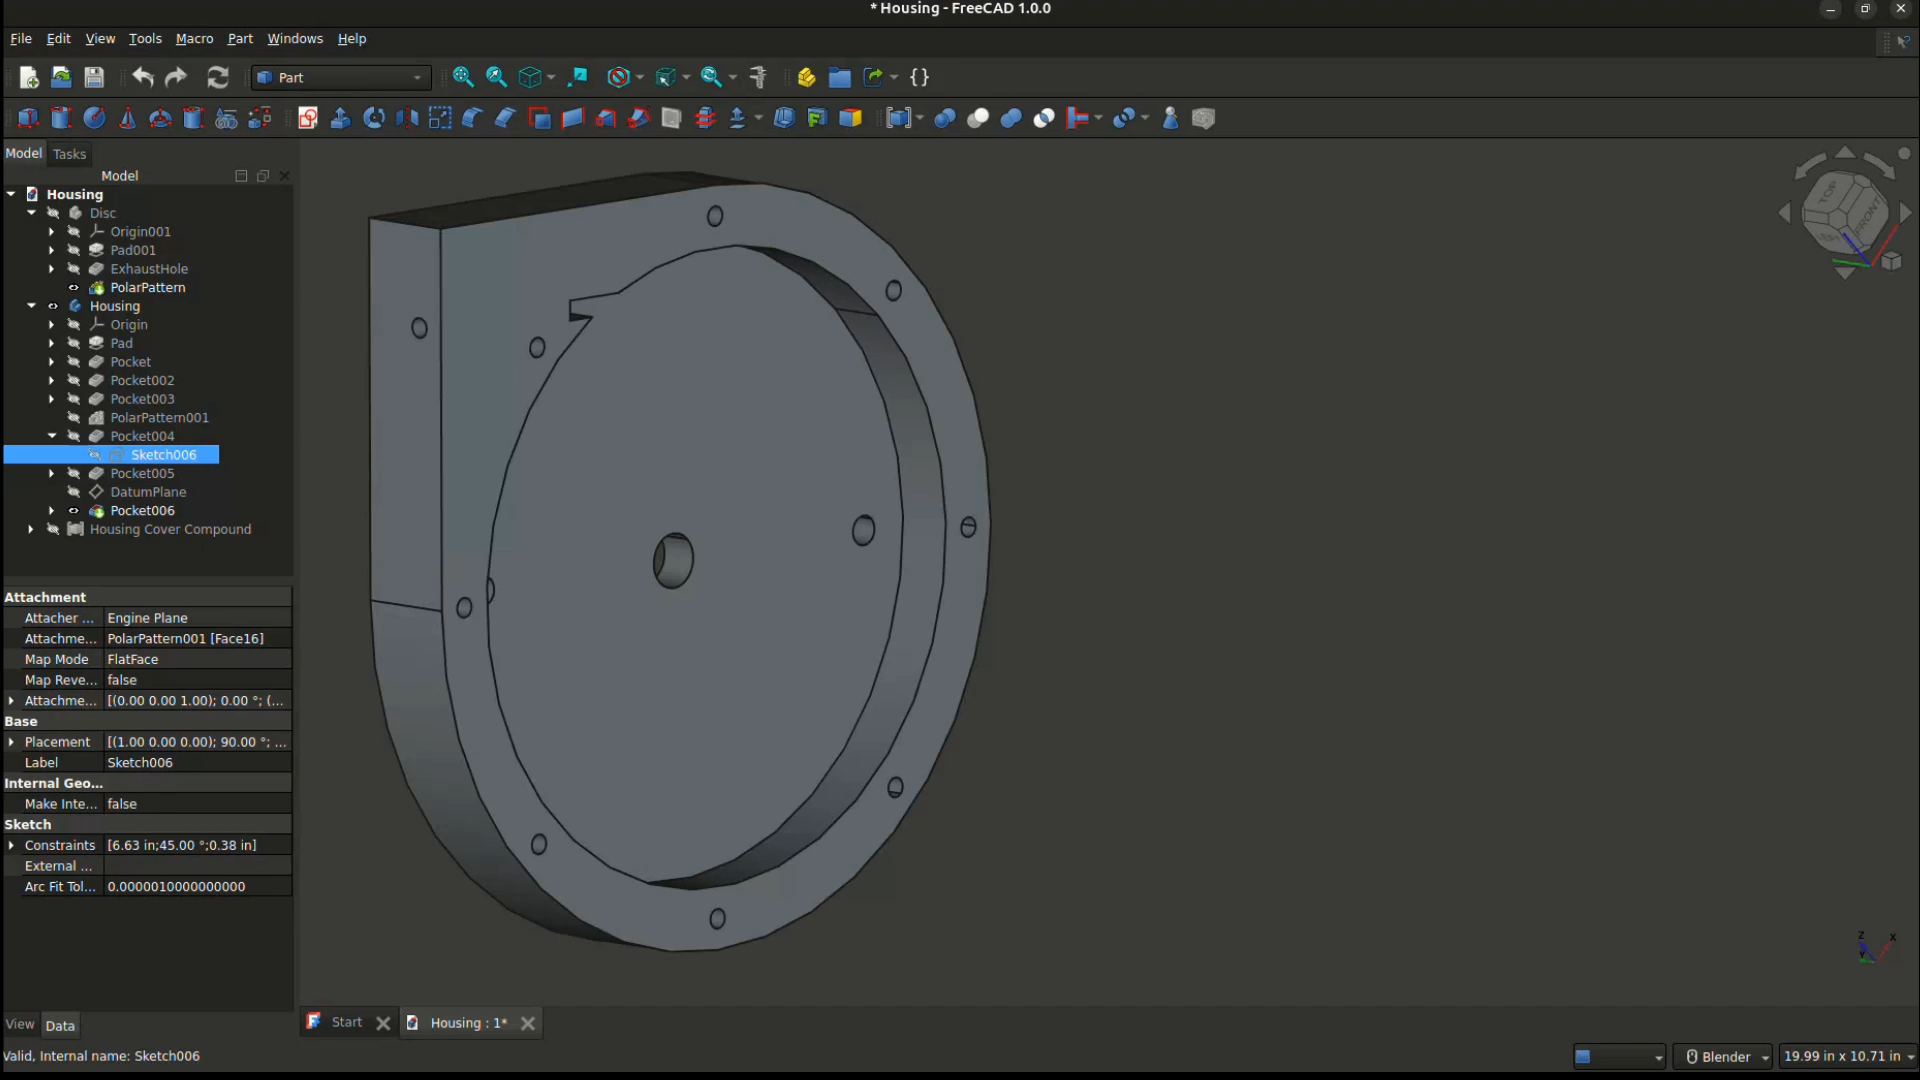 * Housing - FreeCAD 1.0.0
File Edit View Tools Macro Part Windows Help
Part
Model Tasks
Model
Housing
Disc
Origin001
Pad001
ExhaustHole
PolarPattern
Housing
Origin
Pad
Pocket
Pocket002
Pocket003
PolarPattern001
Pocket004
Sketch006
Pocket005
DatumPlane
Pocket006
Housing Cover Compound
Attachment
Attacher ... Engine Plane
Attachme... PolarPattern001 [Face16]
Map Mode FlatFace
Map Reve... false
Attachme... [(0.00 0.00 1.00); 0.00 °; (...
Base
Placement [(1.00 0.00 0.00); 90.00 °; ...
Label Sketch006
Internal Geo...
Make Inte... false
Sketch
Constraints [6.63 in;45.00 °;0.38 in]
External ...
Arc Fit Tol... 0.0000010000000000
View Data
Start Housing : 1*
Valid, Internal name: Sketch006
Blender 19.99 in x 10.71 in
TOP
FRONT
Z
X
Y